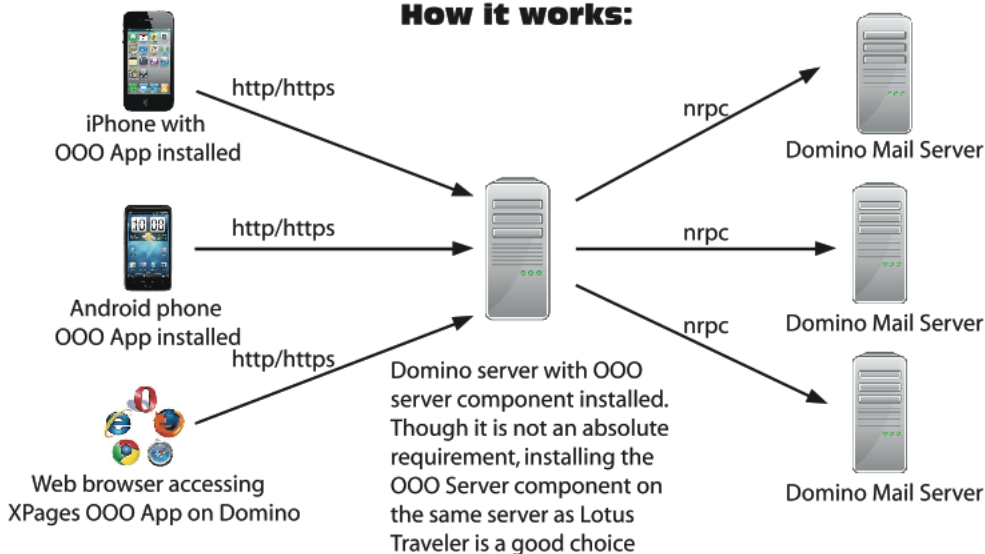 How it works:
http/https
iPhone with
OOO App installed
nrpc
Domino Mail Server
10 08
http/https
Android phone
OOO App installed
nrpc
Domino Mail Server
http/https
Web browser accessing
XPages OOO App on Domino
Domino server with OOO
server component installed.
Though it is not an absolute
requirement, installing the
OOO Server component on
the same server as Lotus
Traveler is a good choice
nrpc
Domino Mail Server